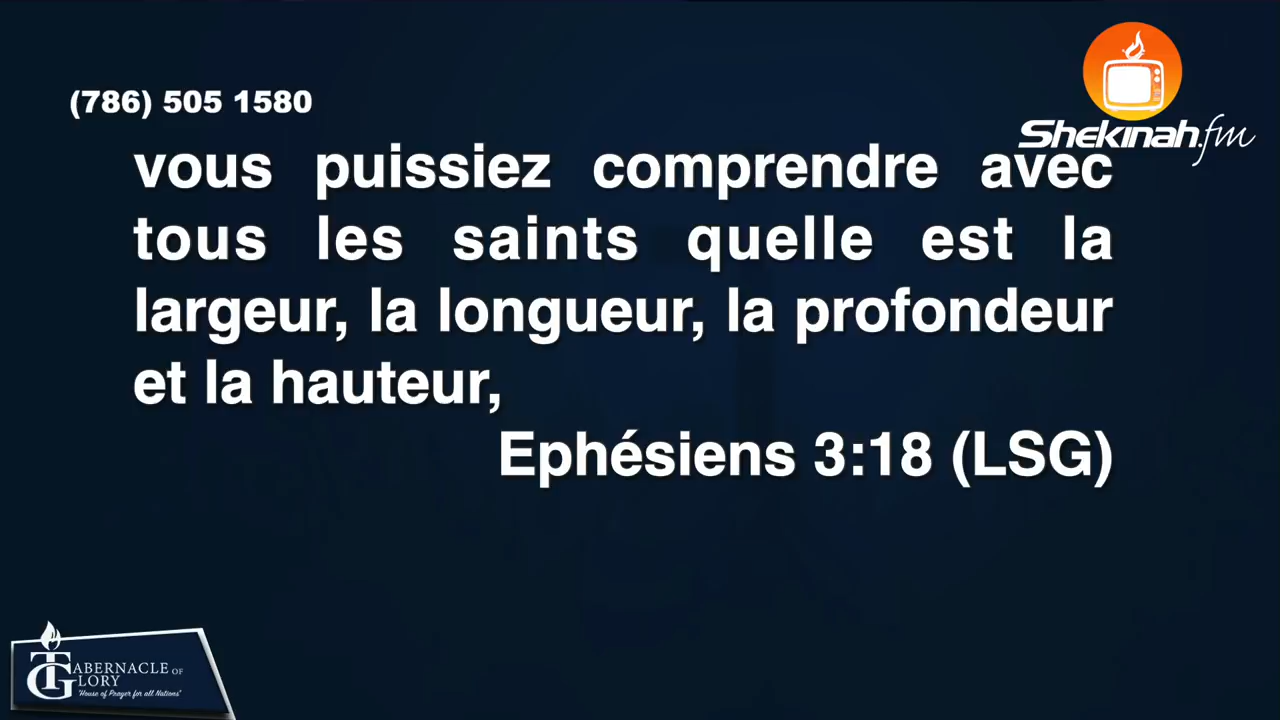 (786) 505 1580
Shekinah.fm
vous puissiez comprendre avec
tous les saints quelle est la
largeur, la longueur, la profondeur
et la hauteur,
Ephésiens 3:18 (LSG)
TABERNACLE OF
GLORY
"House of Prayer for all Nations"